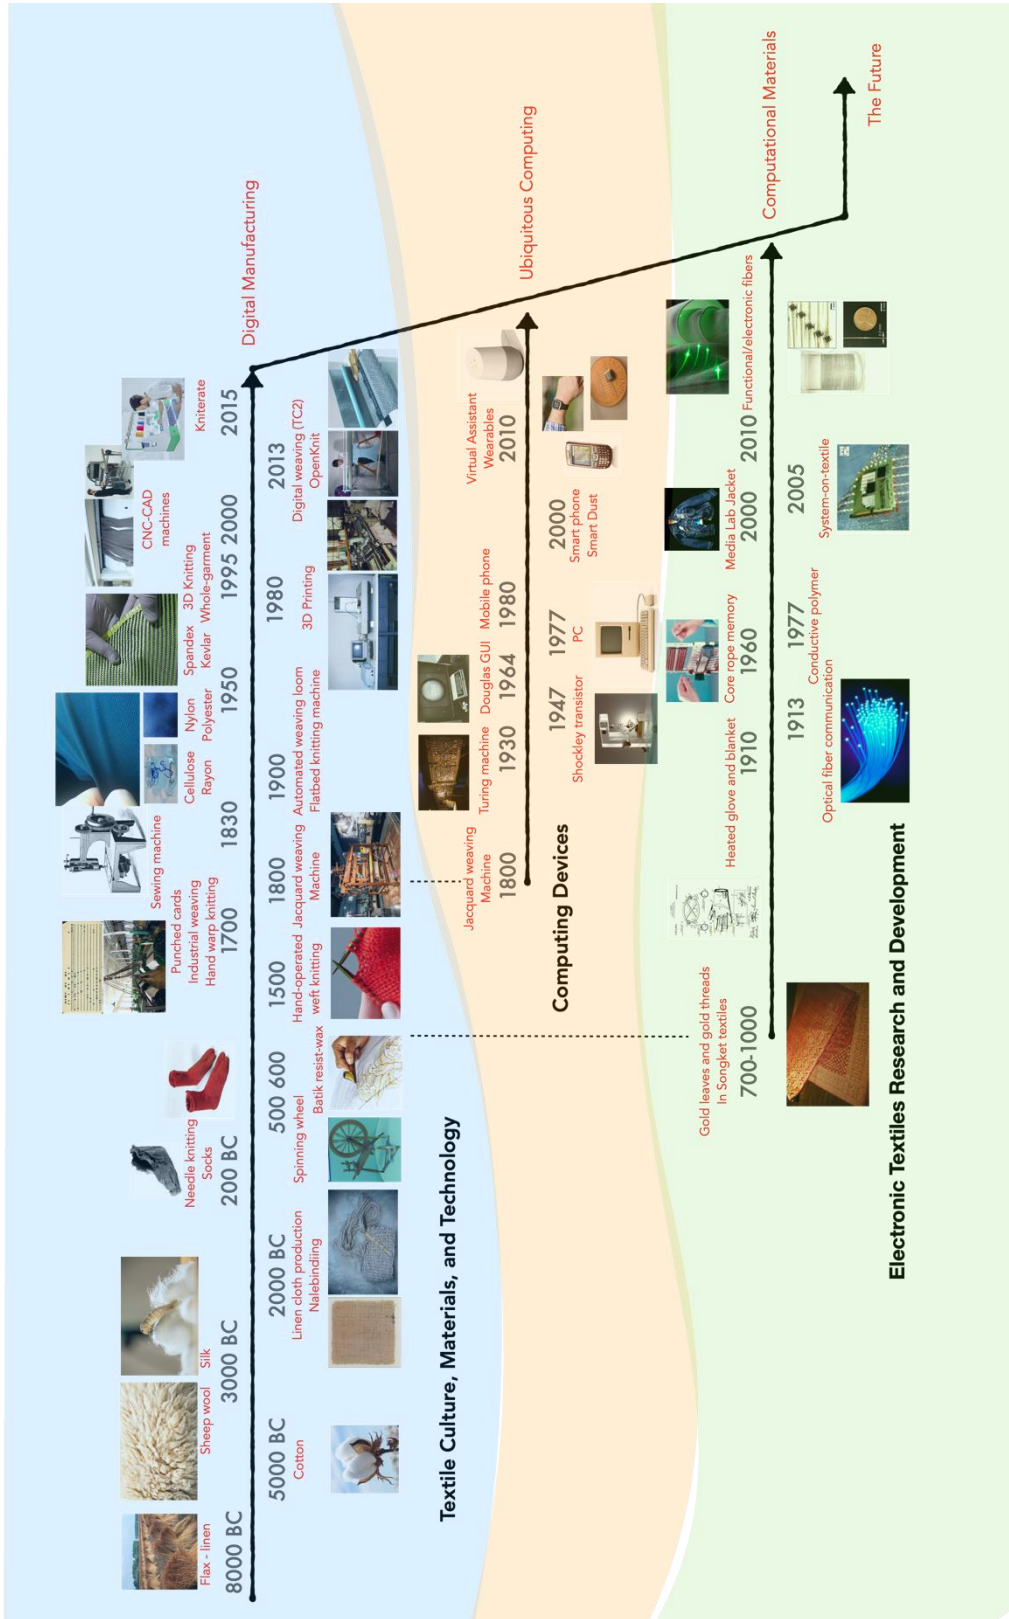 Flax - linen
8000 BC
Sheep wool
Silk
3000 BC
Needle knitting
Socks
200 BC
Punched cards
Industrial weaving
Hand warp knitting
1700
Sewing machine
1830
Cellulose
Rayon
Nylon
Polyester
1950
Spandex
Kevlar
3D Knitting
Whole-garment
1995
CNC-CAD
machines
2000
Kniterate
2015
Digital Manufacturing
5000 BC
Cotton
2000 BC
Linen cloth production
Nalebindiing
500
Spinning wheel
600
Batik resist-wax
1500
Hand-operated
weft knitting
1800
Jacquard weaving
Machine
1900
Automated weaving loom
Flatbed knitting machine
1980
3D Printing
2013
Digital weaving (TC2)
OpenKnit
Textile Culture, Materials, and Technology
Jacquard weaving
Machine
1800
Turing machine
1930
Douglas GUI
1964
Mobile phone
1980
Virtual Assistant
Wearables
2010
Ubiquitous Computing
1947
Shockley transistor
1977
PC
2000
Smart phone
Smart Dust
Computing Devices
Gold leaves and gold threads
In Songket textiles
700-1000
Heated glove and blanket
1910
Core rope memory
1960
Media Lab Jacket
2000
Functional/electronic fibers
2010
Computational Materials
1913
Optical fiber communication
1977
Conductive polymer
2005
System-on-textile
The Future
Electronic Textiles Research and Development